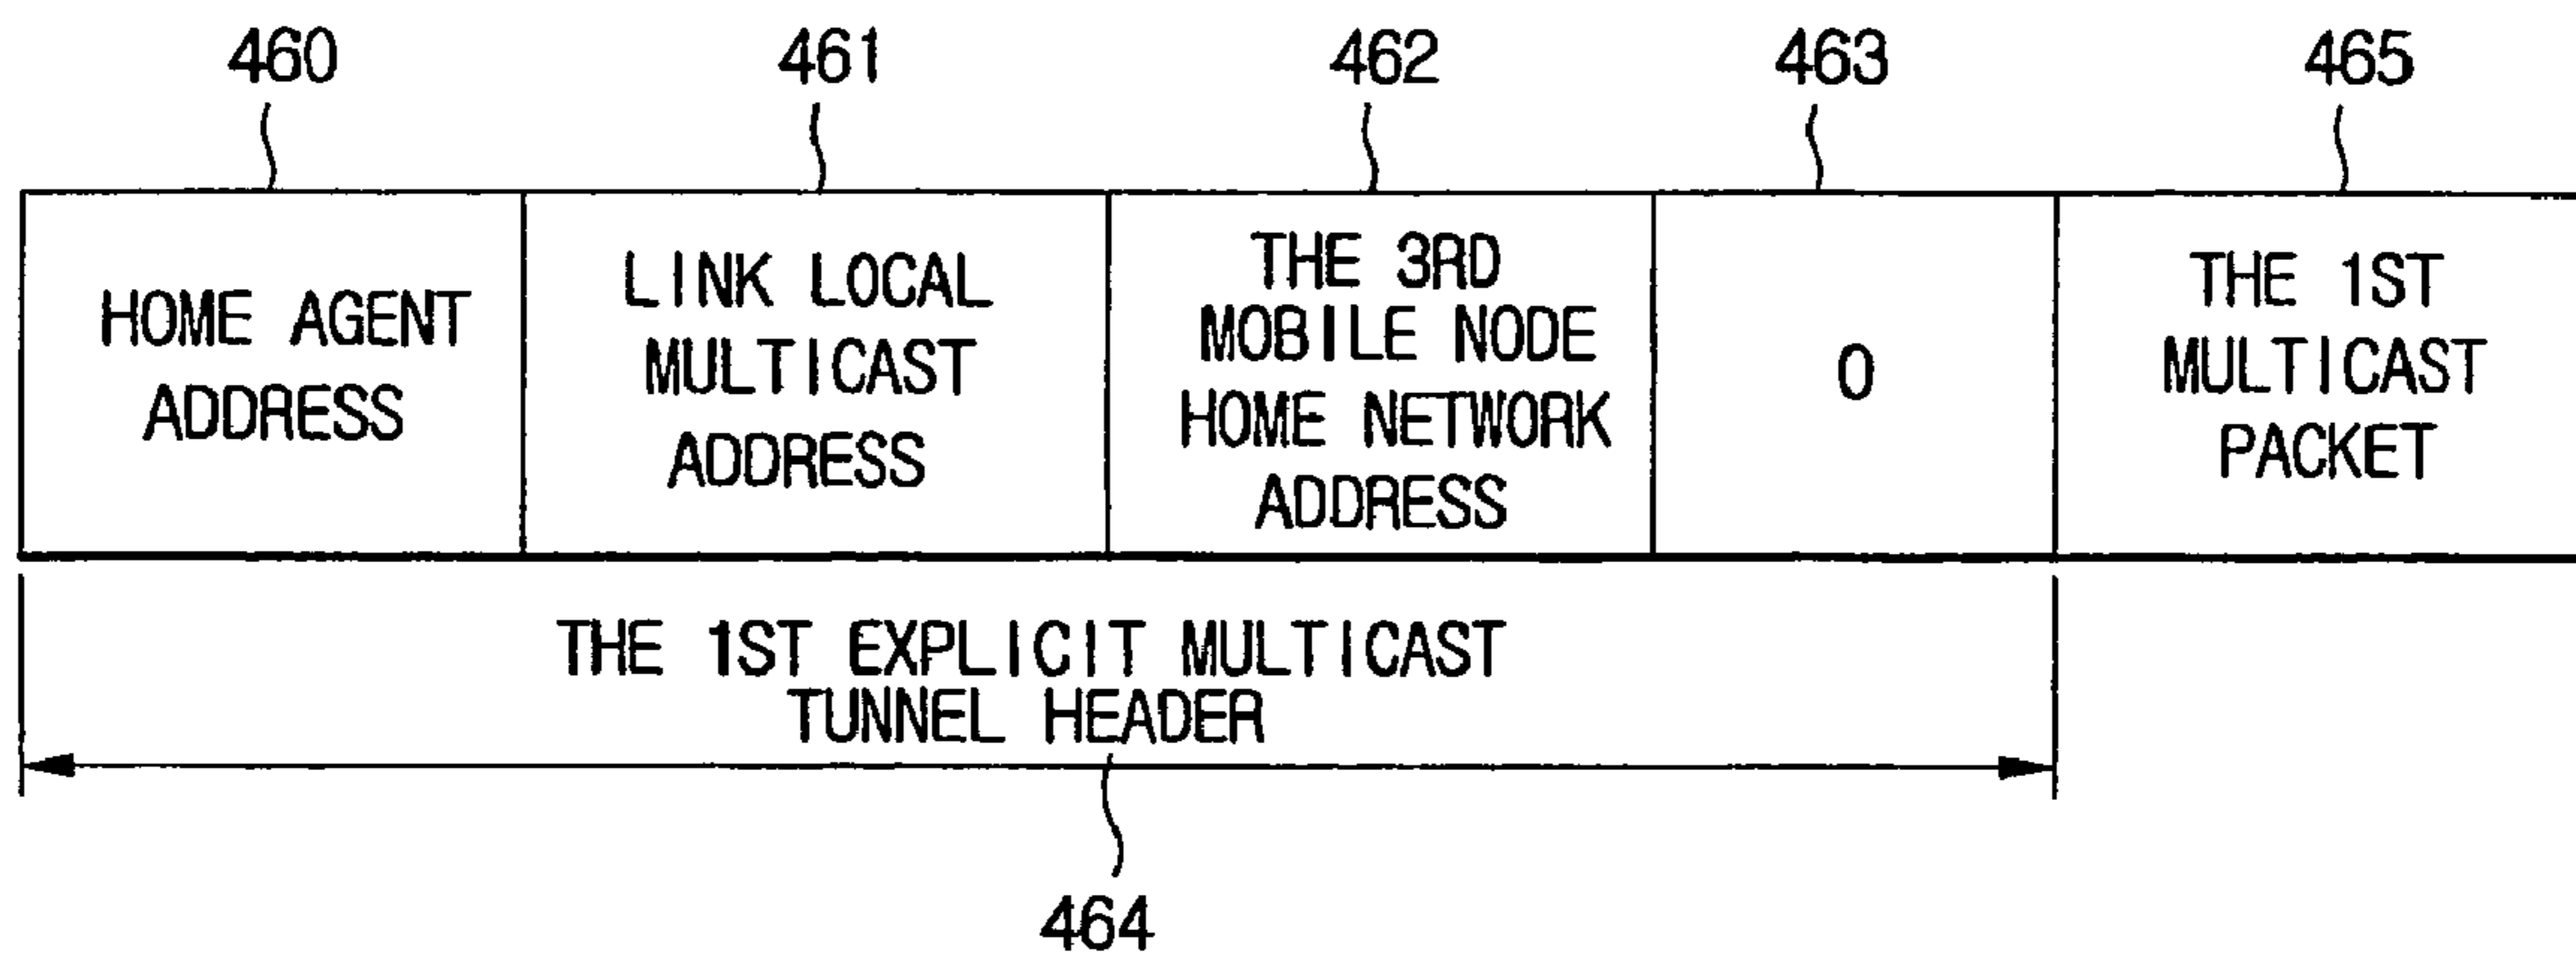 460 461 462 463 465
HOME AGENT
ADDRESS
LINK LOCAL
MULTICAST
ADDRESS
THE 3RD
MOBILE NODE
HOME NETWORK
ADDRESS
0
THE 1ST
MULTICAST
PACKET
THE 1ST EXPLICIT MULTICAST
TUNNEL HEADER
464